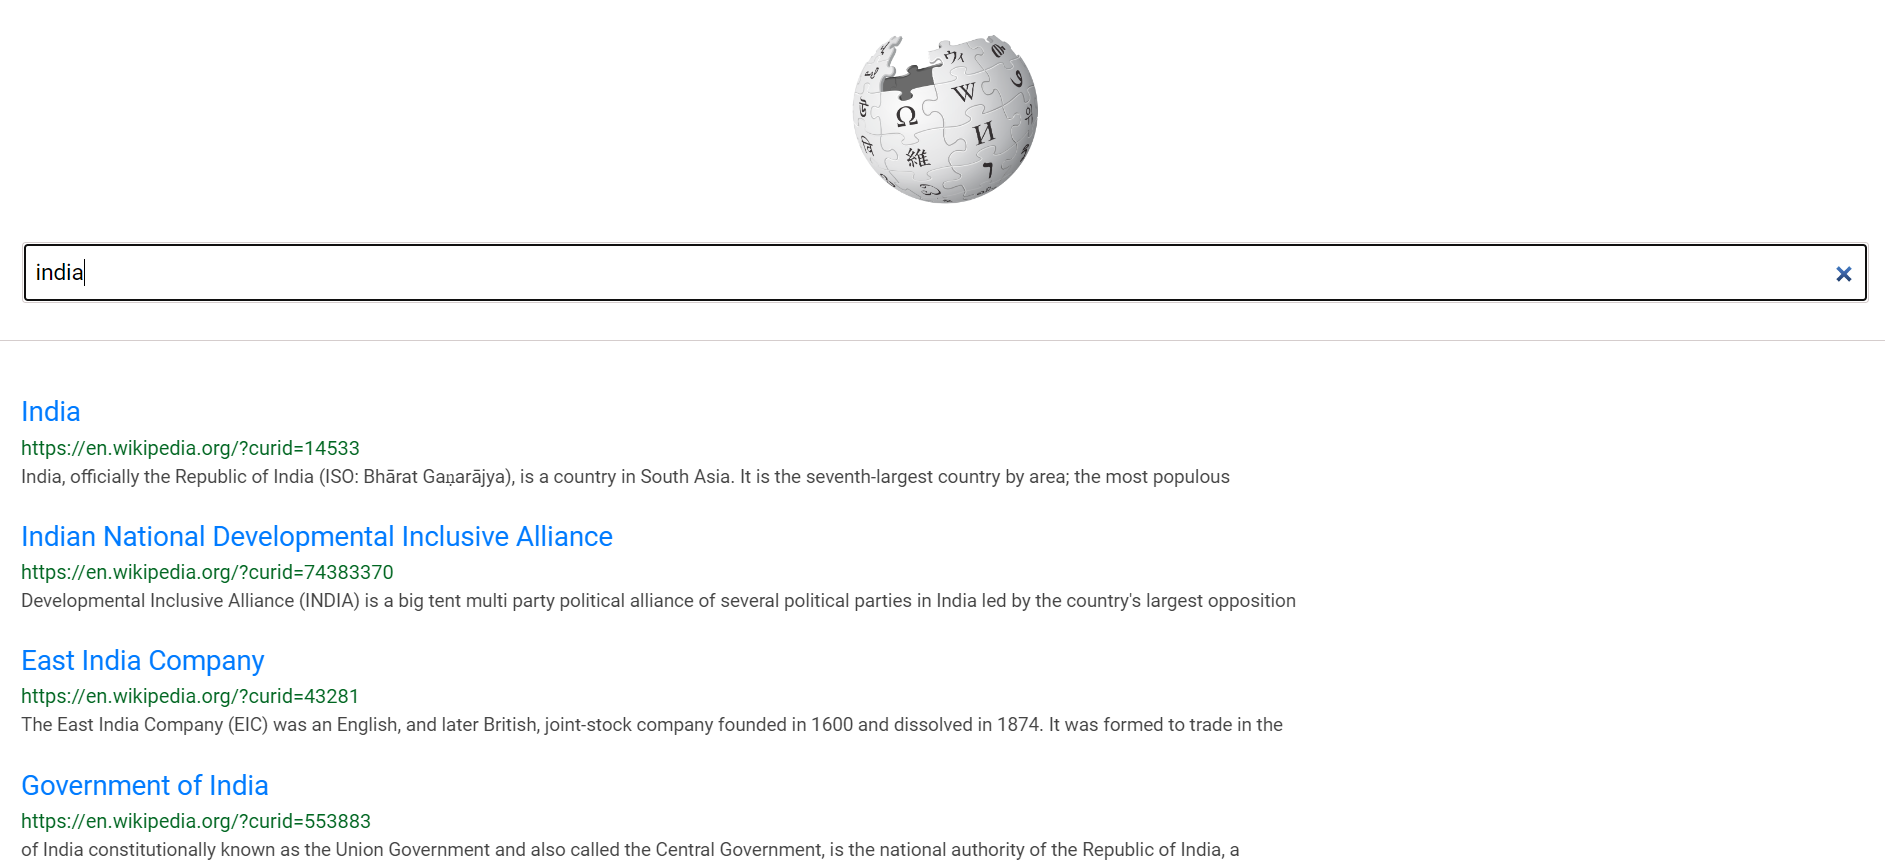 Ω
W
И
維
ウィ
india
India
https://en.wikipedia.org/?curid=14533
India, officially the Republic of India (ISO: Bhārat Gaṇarājya), is a country in South Asia. It is the seventh-largest country by area; the most populous
Indian National Developmental Inclusive Alliance
https://en.wikipedia.org/?curid=74383370
Developmental Inclusive Alliance (INDIA) is a big tent multi party political alliance of several political parties in India led by the country's largest opposition
East India Company
https://en.wikipedia.org/?curid=43281
The East India Company (EIC) was an English, and later British, joint-stock company founded in 1600 and dissolved in 1874. It was formed to trade in the
Government of India
https://en.wikipedia.org/?curid=553883
of India constitutionally known as the Union Government and also called the Central Government, is the national authority of the Republic of India, a